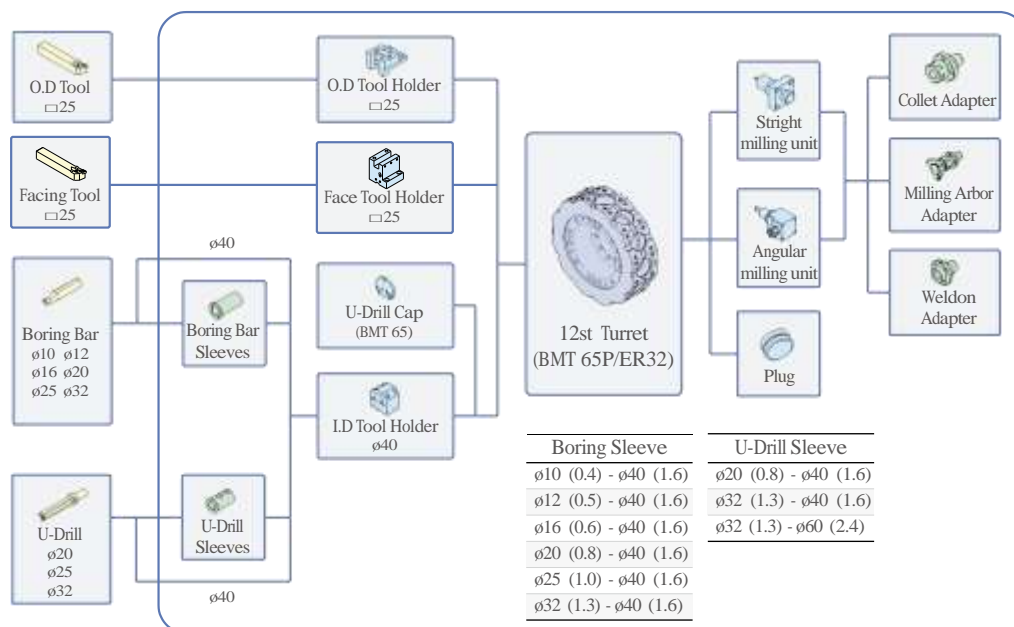 O.D Tool
□25
Facing Tool
□25
ø40
Boring Bar
ø10 ø12
ø16 ø20
ø25 ø32
Boring Bar
Sleeves
U-Drill
ø20
ø25
ø32
U-Drill
Sleeves
ø40
O.D Tool Holder
□25
Face Tool Holder
□25
U-Drill Cap
(BMT 65)
I.D Tool Holder
ø40
12st Turret
(BMT 65P/ER32)
Stright
milling unit
Angular
milling unit
Plug
Collet Adapter
Milling Arbor
Adapter
Weldon
Adapter
Boring Sleeve
ø10 (0.4) - ø40 (1.6)
ø12 (0.5) - ø40 (1.6)
ø16 (0.6) - ø40 (1.6)
ø20 (0.8) - ø40 (1.6)
ø25 (1.0) - ø40 (1.6)
ø32 (1.3) - ø40 (1.6)
U-Drill Sleeve
ø20 (0.8) - ø40 (1.6)
ø32 (1.3) - ø40 (1.6)
ø32 (1.3) - ø60 (2.4)